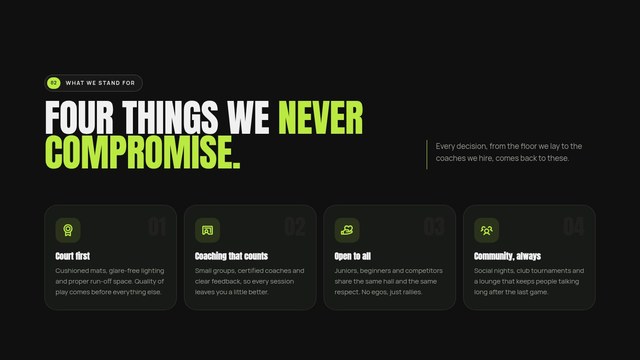 02 WHAT WE STAND FOR
FOUR THINGS WE NEVER
COMPROMISE.
Every decision, from the floor we lay to the
coaches we hire, comes back to these.
01
Court first
Cushioned mats, glare-free lighting
and proper run-off space. Quality of
play comes before everything else.
02
Coaching that counts
Small groups, certified coaches and
clear feedback, so every session
leaves you a little better.
03
Open to all
Juniors, beginners and competitors
share the same hall and the same
respect. No egos, just rallies.
04
Community, always
Social nights, club tournaments and
a lounge that keeps people talking
long after the last game.